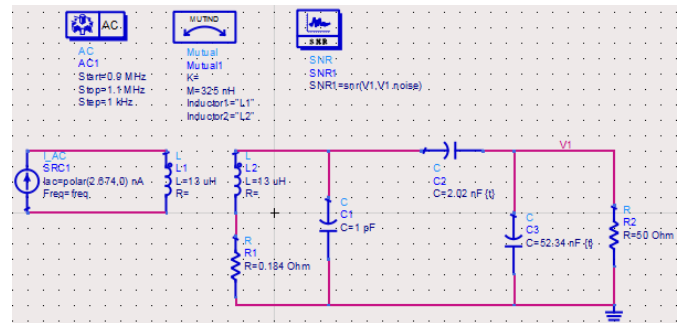 AC
MUTIND
SNR
AC
AC1
Start=0.9 MHz
Stop=1.1 MHz
Step=1 kHz
Mutual
Mutual1
K=
M=325 nH
Inductor1="L1"
Inductor2="L2"
SNR
SNR1
SNR1=snr(V1,V1.noise)
I_AC
SRC1
Iac=polar(2.674,0) nA
Freq=freq
L
L1
L=13 uH
R=
L
L2
L=13 uH
R=
R
R1
R=0.184 Ohm
C
C1
C=1 pF
C
C2
C=2.02 nF {t}
V1
C
C3
C=52.34 nF {t}
R
R2
R=50 Ohm